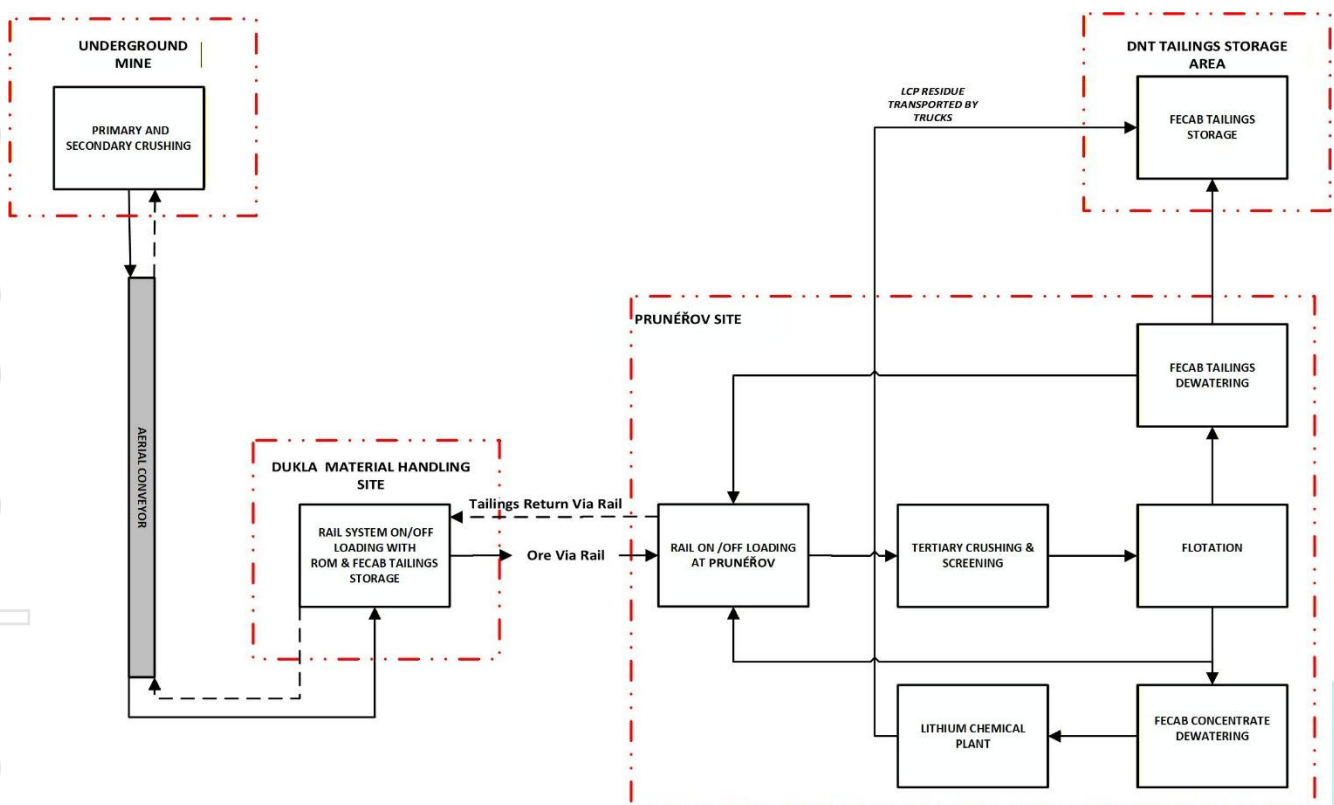 UNDERGROUND
MINE
PRIMARY AND
SECONDARY CRUSHING
AERIAL CONVEYOR
DUKLA MATERIAL HANDLING
SITE
RAIL SYSTEM ON/OFF
LOADING WITH
ROM & FECAB TAILINGS
STORAGE
Tailings Return Via Rail
Ore Via Rail
DNT TAILINGS STORAGE
AREA
LCP RESIDUE
TRANSPORTED BY
TRUCKS
FECAB TAILINGS
STORAGE
PRUNÉŘOV SITE
FECAB TAILINGS
DEWATERING
RAIL ON /OFF LOADING
AT PRUNÉŘOV
TERTIARY CRUSHING &
SCREENING
FLOTATION
LITHIUM CHEMICAL
PLANT
FECAB CONCENTRATE
DEWATERING